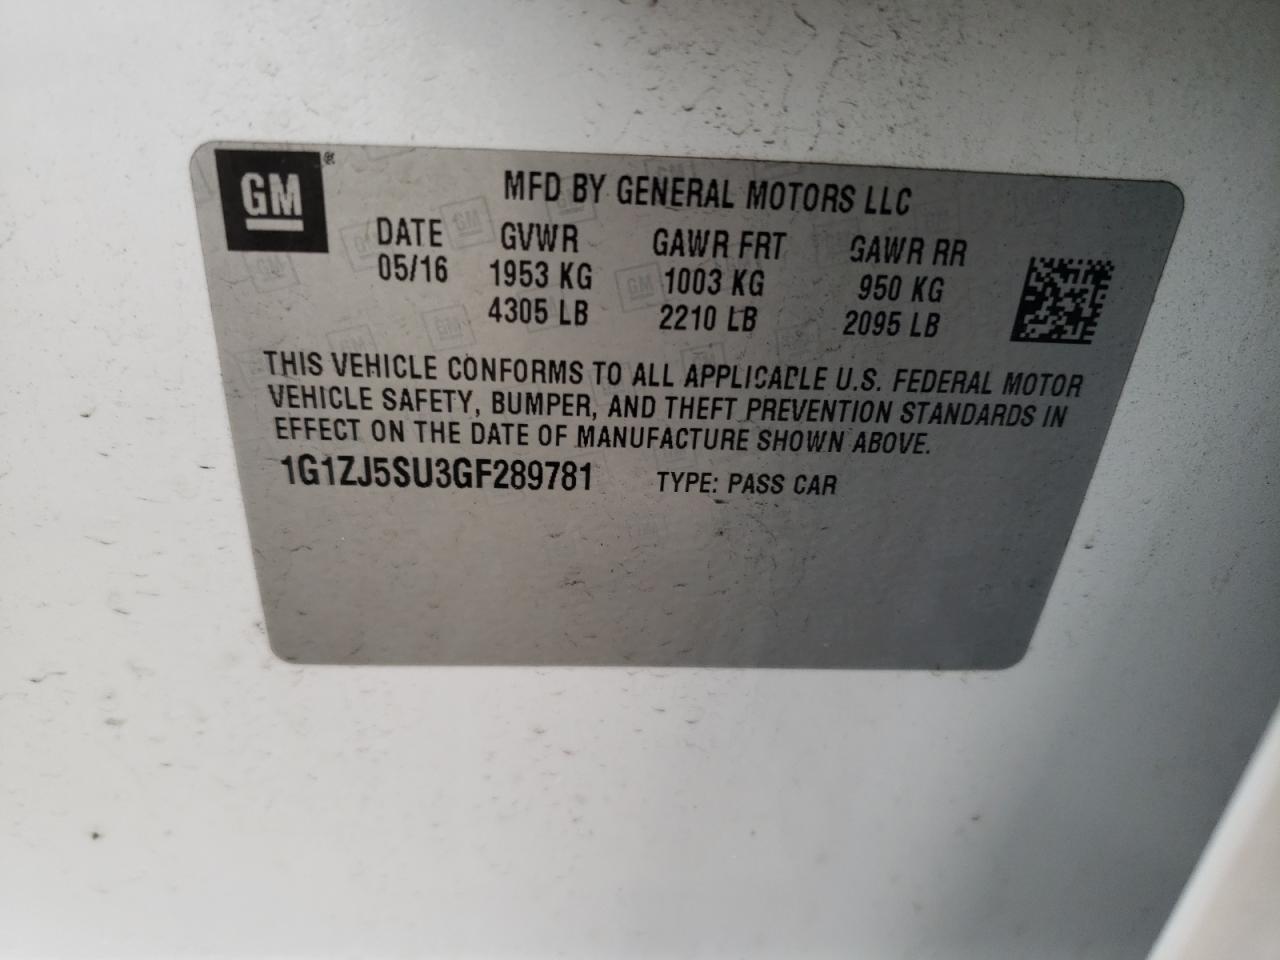 GM®
MFD BY GENERAL MOTORS LLC
DATE GVWR GAWR FRT GAWR RR
05/16 1953 KG 1003 KG 950 KG
4305 LB 2210 LB 2095 LB
THIS VEHICLE CONFORMS TO ALL APPLICABLE U.S. FEDERAL MOTOR
VEHICLE SAFETY, BUMPER, AND THEFT PREVENTION STANDARDS IN
EFFECT ON THE DATE OF MANUFACTURE SHOWN ABOVE.
1G1ZJ5SU3GF289781 TYPE: PASS CAR